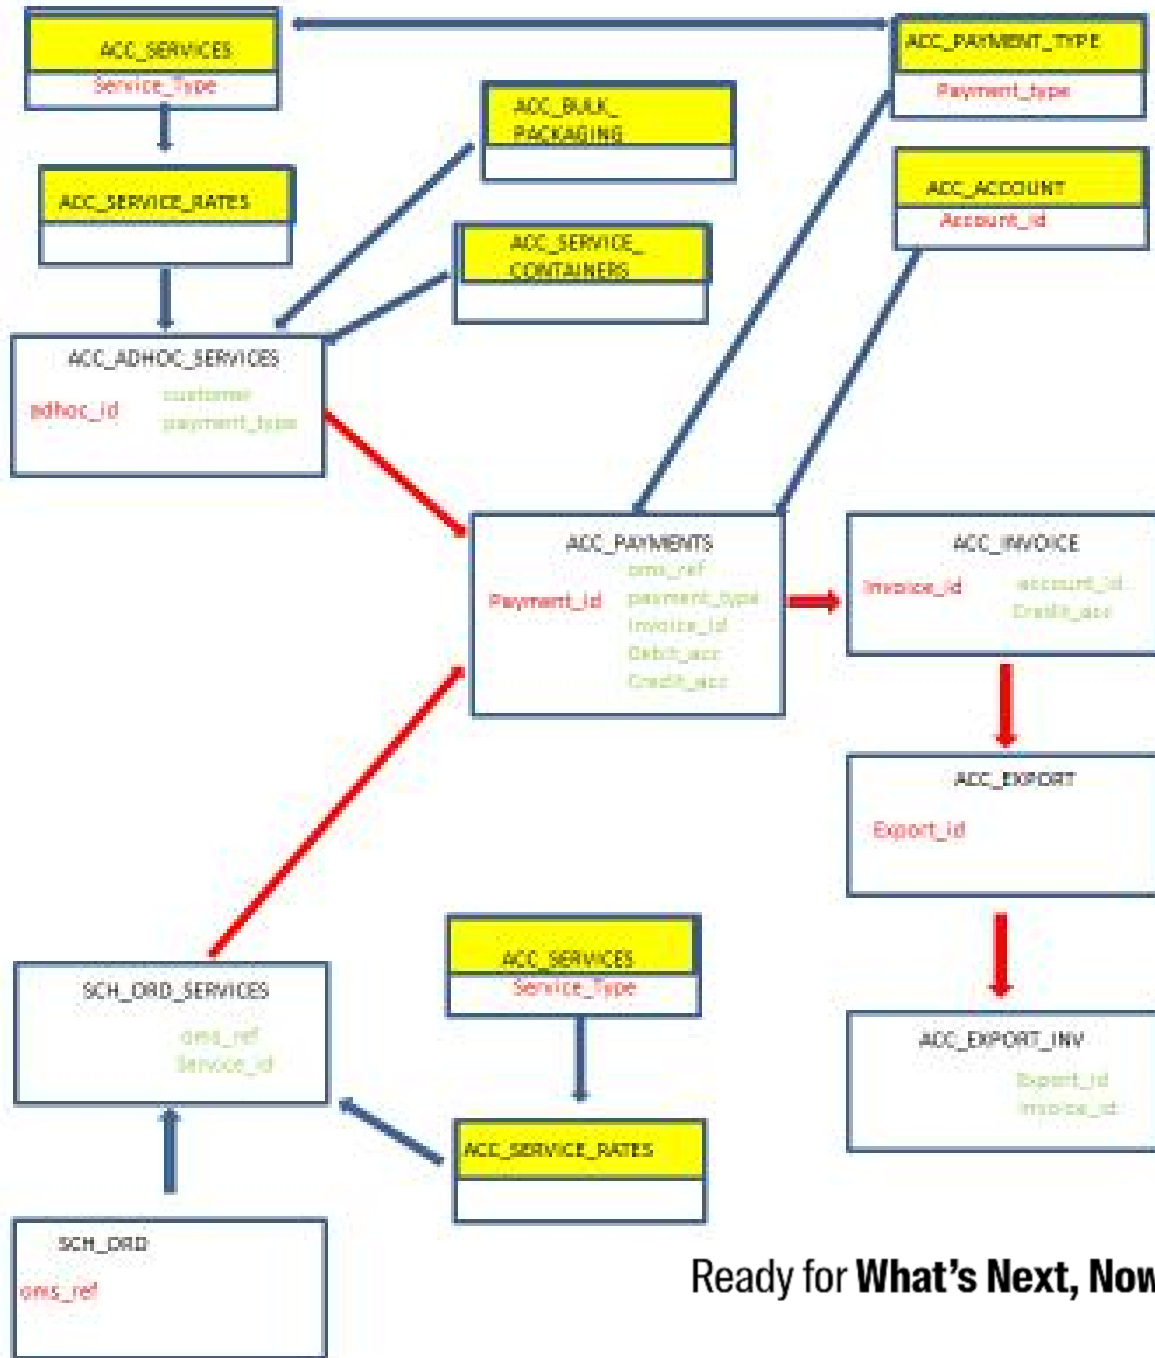 ACC_SERVICES
Service_Type
ACC_PAYMENT_TYPE
Payment_type
ACC_BULK_
PACKAGING
ACC_ACCOUNT
Account_id
ACC_SERVICE_RATES
ACC_SERVICE_
CONTAINERS
ACC_ADHOC_SERVICES
adhoc_id
customer
payment_type
ACC_PAYMENTS
Payment_id
oms_ref
payment_type
Invoice_id
Debit_acc
Credit_acc
ACC_INVOICE
Invoice_id
account_id
Credit_acc
ACC_EXPORT
Export_id
ACC_SERVICES
Service_Type
SCH_ORD_SERVICES
oms_ref
Service_id
ACC_EXPORT_INV
Export_id
Invoice_id
ACC_SERVICE_RATES
SCH_ORD
oms_ref
Ready for What's Next, Now